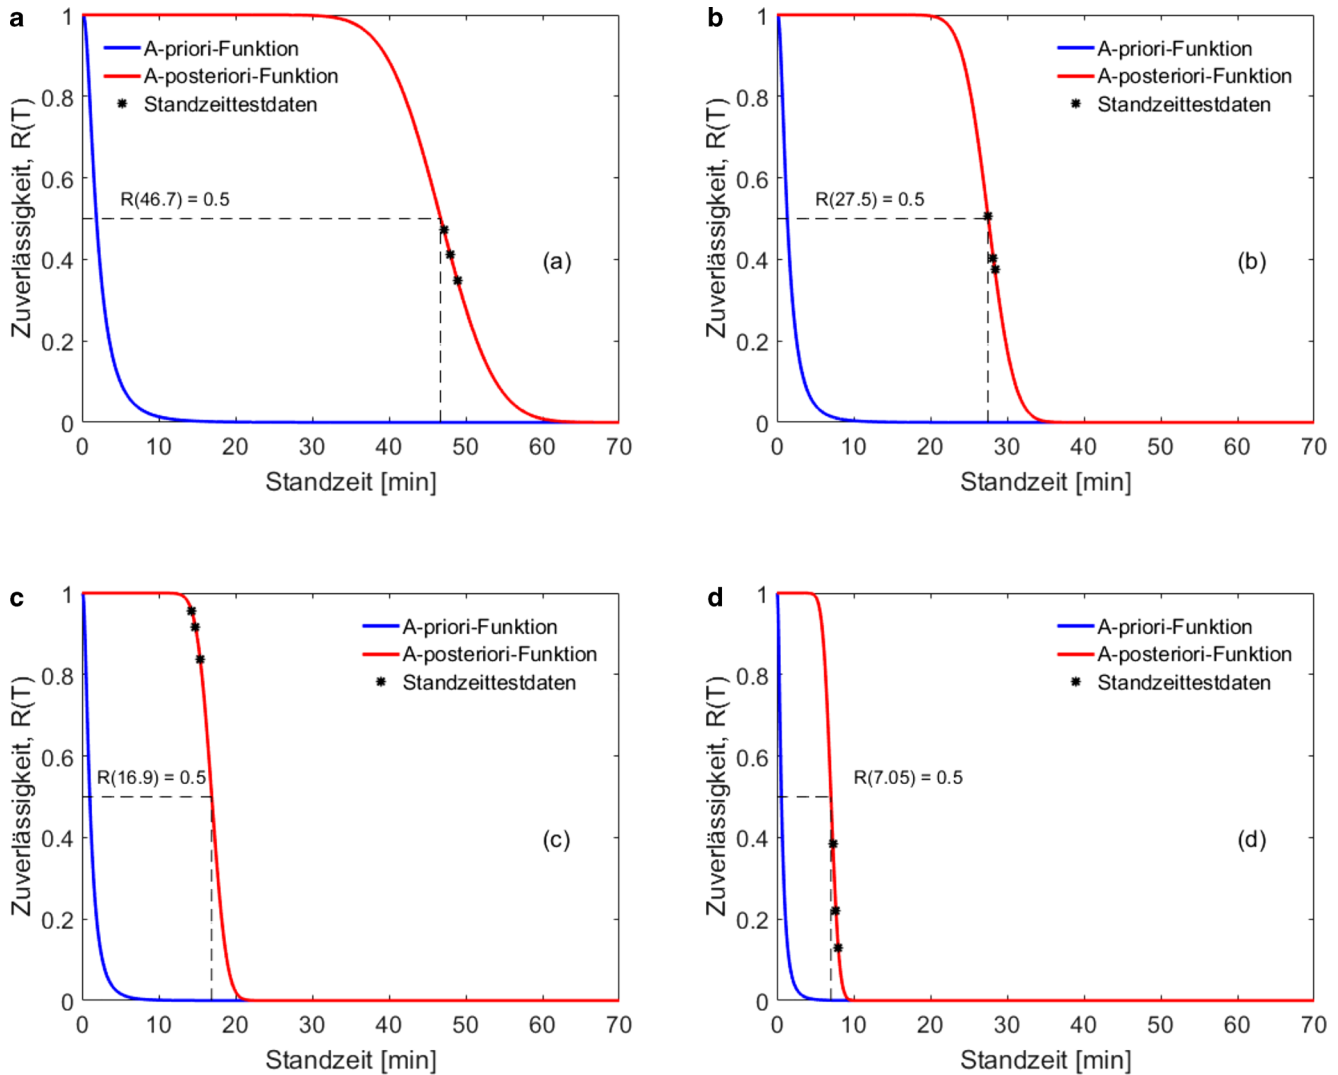 a
1
0.8
0.6
0.4
0.2
0
Zuverlässigkeit, R(T)
A-priori-Funktion
A-posteriori-Funktion
Standzeittestdaten
R(46.7) = 0.5
(a)
0 10 20 30 40 50 60 70
Standzeit [min]
b
1
0.8
0.6
0.4
0.2
0
Zuverlässigkeit, R(T)
A-priori-Funktion
A-posteriori-Funktion
Standzeittestdaten
R(27.5) = 0.5
(b)
0 10 20 30 40 50 60 70
Standzeit [min]
c
1
0.8
0.6
0.4
0.2
0
Zuverlässigkeit, R(T)
A-priori-Funktion
A-posteriori-Funktion
Standzeittestdaten
R(16.9) = 0.5
(c)
0 10 20 30 40 50 60 70
Standzeit [min]
d
1
0.8
0.6
0.4
0.2
0
Zuverlässigkeit, R(T)
A-priori-Funktion
A-posteriori-Funktion
Standzeittestdaten
R(7.05) = 0.5
(d)
0 10 20 30 40 50 60 70
Standzeit [min]